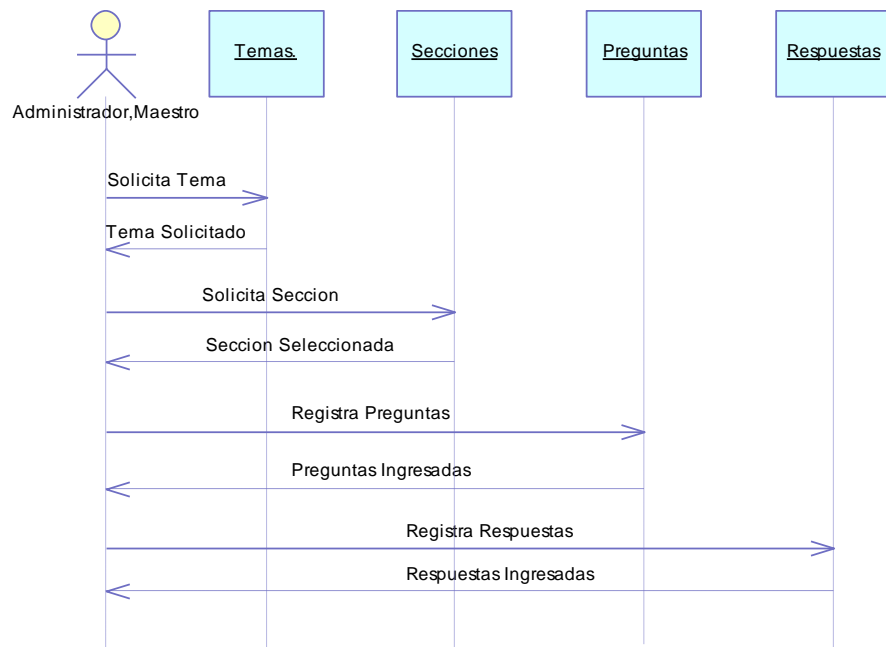 Temas.
Secciones
Preguntas
Respuestas
Administrador,Maestro
Solicita Tema
Tema Solicitado
Solicita Seccion
Seccion Seleccionada
Registra Preguntas
Preguntas Ingresadas
Registra Respuestas
Respuestas Ingresadas